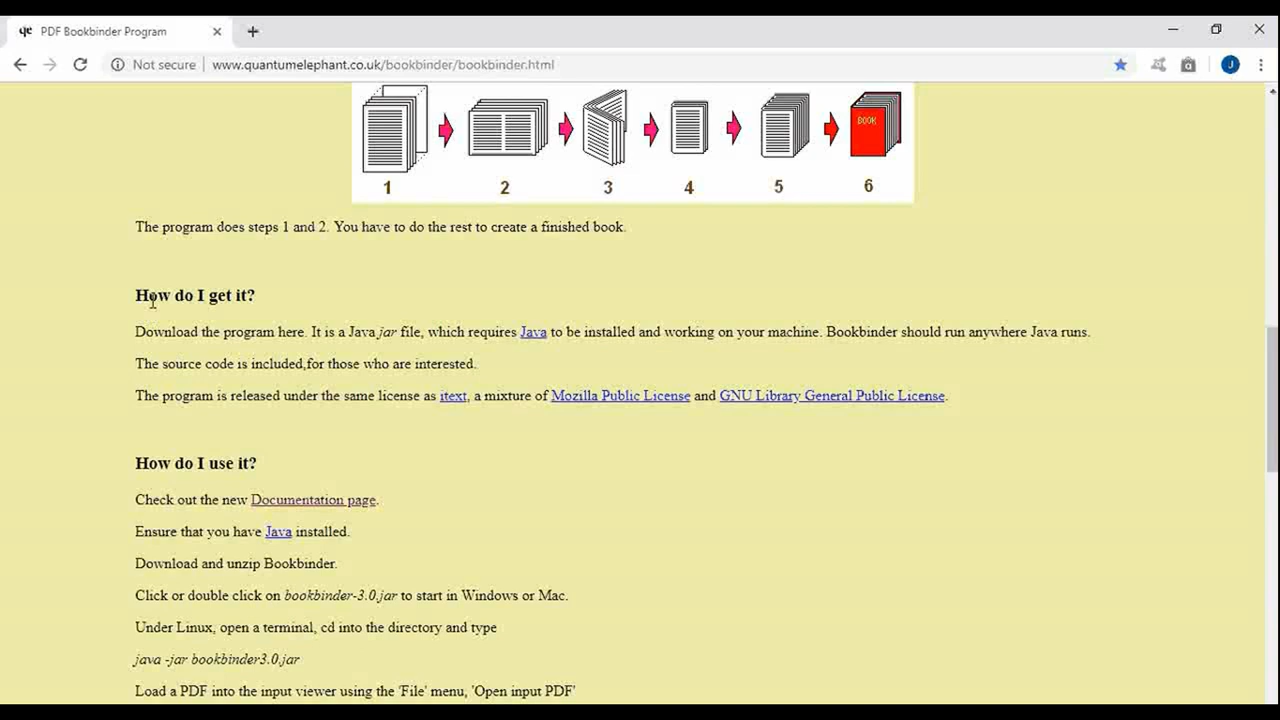 PDF Bookbinder Program
Not secure
www.quantumelephant.co.uk/bookbinder/bookbinder.html
J
BOOK
1 2 3 4 5 6
The program does steps 1 and 2. You have to do the rest to create a finished book.
How do I get it?
Download the program here. It is a Java jar file, which requires Java to be installed and working on your machine. Bookbinder should run anywhere Java runs.
The source code is included,for those who are interested.
The program is released under the same license as itext, a mixture of Mozilla Public License and GNU Library General Public License.
How do I use it?
Check out the new Documentation page.
Ensure that you have Java installed.
Download and unzip Bookbinder.
Click or double click on bookbinder-3.0.jar to start in Windows or Mac.
Under Linux, open a terminal, cd into the directory and type
java -jar bookbinder3.0.jar
Load a PDF into the input viewer using the 'File' menu, 'Open input PDF'